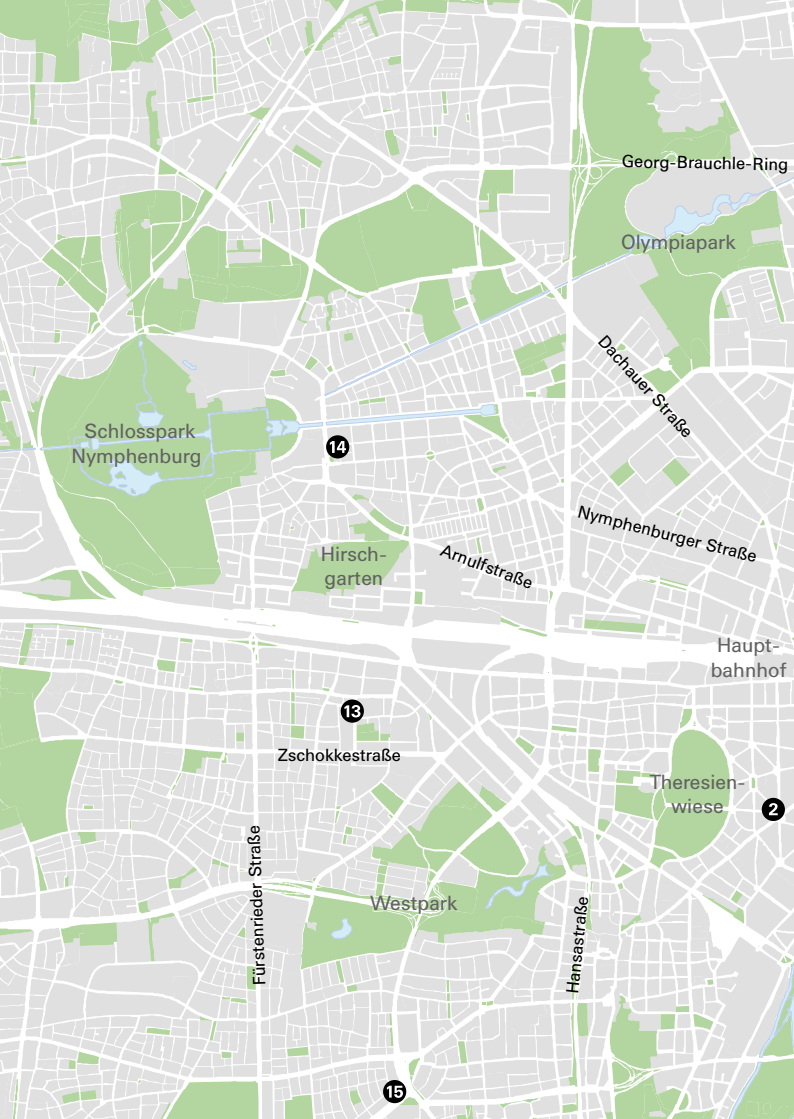 Georg-Brauchle-Ring
Olympiapark
Dachauer Straße
Schlosspark
Nymphenburg
14
Nymphenburger Straße
Hirsch-
garten
Arnulfstraße
Haupt-
bahnhof
13
Zschokkestraße
Theresien-
wiese
2
Fürstenrieder Straße
Westpark
Hansastraße
15